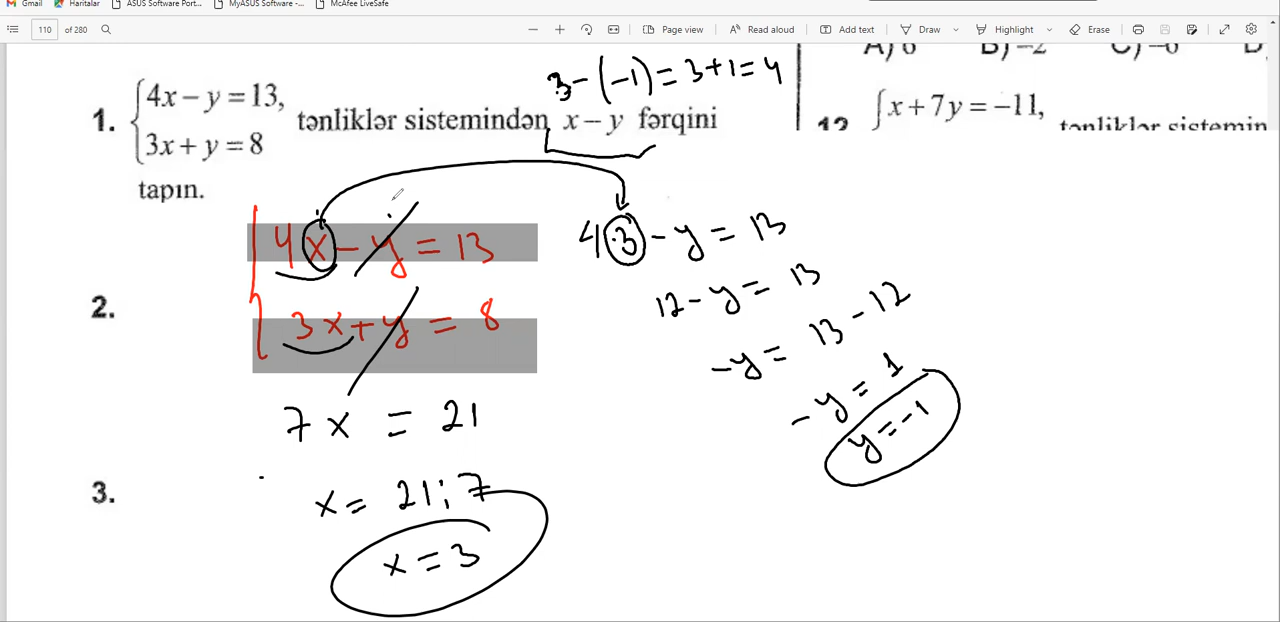 Gmail Haritalar ASUS Software Port... MyASUS Software -... McAfee LiveSafe
110 of 280 Page view Read aloud Add text Draw Highlight Erase
3-(-1)=3+1=4
1. {4x − y = 13,
3x + y = 8
tənliklər sistemindən x − y fərqini
tapın.
4x-y=13
3x+y=8
7x=21
x=21:7
x=3
4·3-y=13
12-y=13
-y=13-12
-y=1
y=-1
2.
3.
A) 6 B) −2 C) −6 D
12 {x + 7y = −11,
tənliklər sistemin